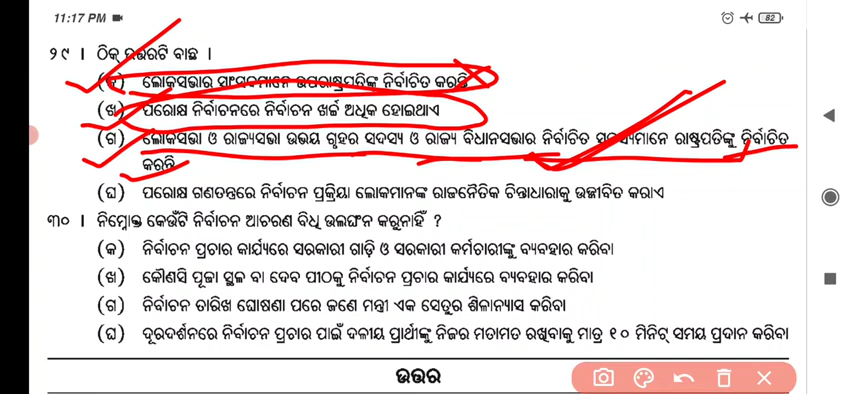 11:17 PM
82
୨୯ । ଠିକ୍ ଉତ୍ତରଟି ବାଛ ।
(କ) ଲୋକସଭାର ସାଂସଦମାନେ ଉପରାଷ୍ଟ୍ରପତିଙ୍କୁ ନିର୍ବାଚିତ କରନ୍ତି
(ଖ) ପରୋକ୍ଷ ନିର୍ବାଚନରେ ନିର୍ବାଚନ ଖର୍ଚ୍ଚ ଅଧିକ ହୋଇଥାଏ
(ଗ) ଲୋକସଭା ଓ ରାଜ୍ୟସଭା ଉଭୟ ଗୃହର ସଦସ୍ୟ ଓ ରାଜ୍ୟ ବିଧାନସଭାର ନିର୍ବାଚିତ ସଦସ୍ୟମାନେ ରାଷ୍ଟ୍ରପତିଙ୍କୁ ନିର୍ବାଚିତ
କରନ୍ତି
(ଘ) ପରୋକ୍ଷ ଗଣତନ୍ତ୍ରରେ ନିର୍ବାଚନ ପ୍ରକ୍ରିୟା ଲୋକମାନଙ୍କ ରାଜନୈତିକ ଚିନ୍ତାଧାରାକୁ ଉଜ୍ଜୀବିତ କରାଏ
୩୦ । ନିମ୍ନୋକ୍ତ କେଉଁଟି ନିର୍ବାଚନ ଆଚରଣ ବିଧି ଉଲଙ୍ଘନ କରୁନାହିଁ ?
(କ) ନିର୍ବାଚନ ପ୍ରଚାର କାର୍ଯ୍ୟରେ ସରକାରୀ ଗାଡ଼ି ଓ ସରକାରୀ କର୍ମଚାରୀଙ୍କୁ ବ୍ୟବହାର କରିବା
(ଖ) କୌଣସି ପୂଜା ସ୍ଥଳ ବା ଦେବ ପୀଠକୁ ନିର୍ବାଚନ ପ୍ରଚାର କାର୍ଯ୍ୟରେ ବ୍ୟବହାର କରିବା
(ଗ) ନିର୍ବାଚନ ତାରିଖ ଘୋଷଣା ପରେ ଜଣେ ମନ୍ତ୍ରୀ ଏକ ସେତୁର ଶିଳାନ୍ୟାସ କରିବା
(ଘ) ଦୂରଦର୍ଶନରେ ନିର୍ବାଚନ ପ୍ରଚାର ପାଇଁ ଦଳୀୟ ପ୍ରାର୍ଥୀଙ୍କୁ ନିଜର ମତାମତ ରଖିବାକୁ ମାତ୍ର ୧୦ ମିନିଟ୍ ସମୟ ପ୍ରଦାନ କରିବା
ଉତ୍ତର